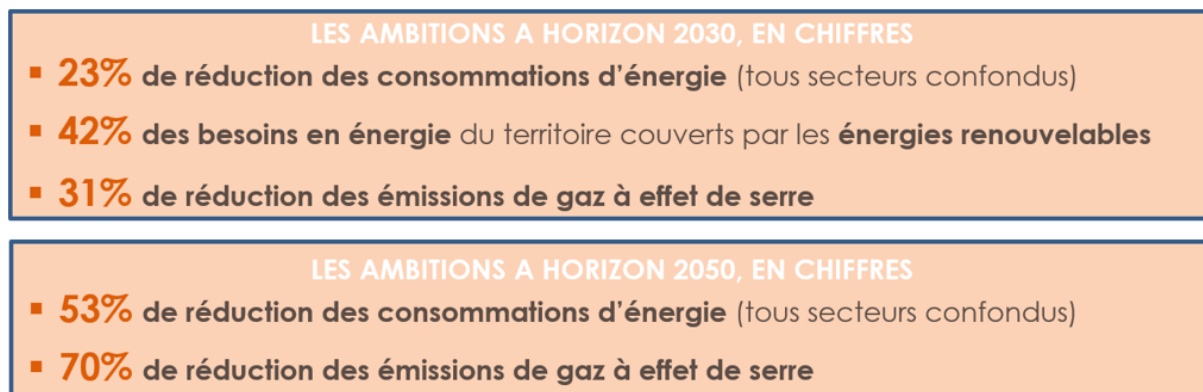 LES AMBITIONS A HORIZON 2030, EN CHIFFRES
▪ 23% de réduction des consommations d'énergie (tous secteurs confondus)
▪ 42% des besoins en énergie du territoire couverts par les énergies renouvelables
▪ 31% de réduction des émissions de gaz à effet de serre
LES AMBITIONS A HORIZON 2050, EN CHIFFRES
▪ 53% de réduction des consommations d'énergie (tous secteurs confondus)
▪ 70% de réduction des émissions de gaz à effet de serre